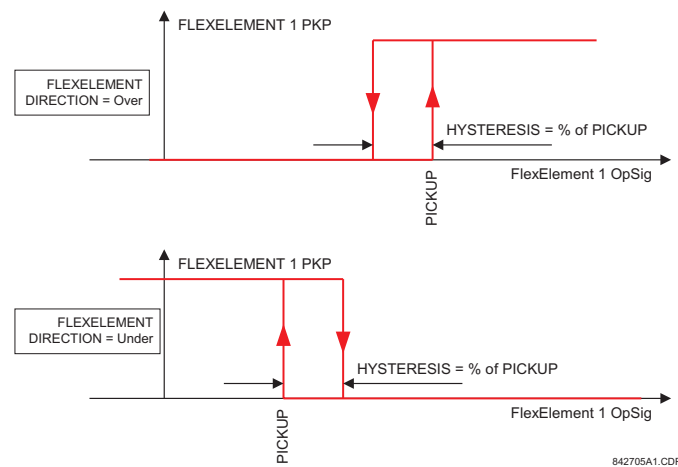 FLEXELEMENT 1 PKP
FLEXELEMENT
DIRECTION = Over
HYSTERESIS = % of PICKUP
FlexElement 1 OpSig
PICKUP
FLEXELEMENT 1 PKP
FLEXELEMENT
DIRECTION = Under
HYSTERESIS = % of PICKUP
FlexElement 1 OpSig
PICKUP
842705A1.CDR